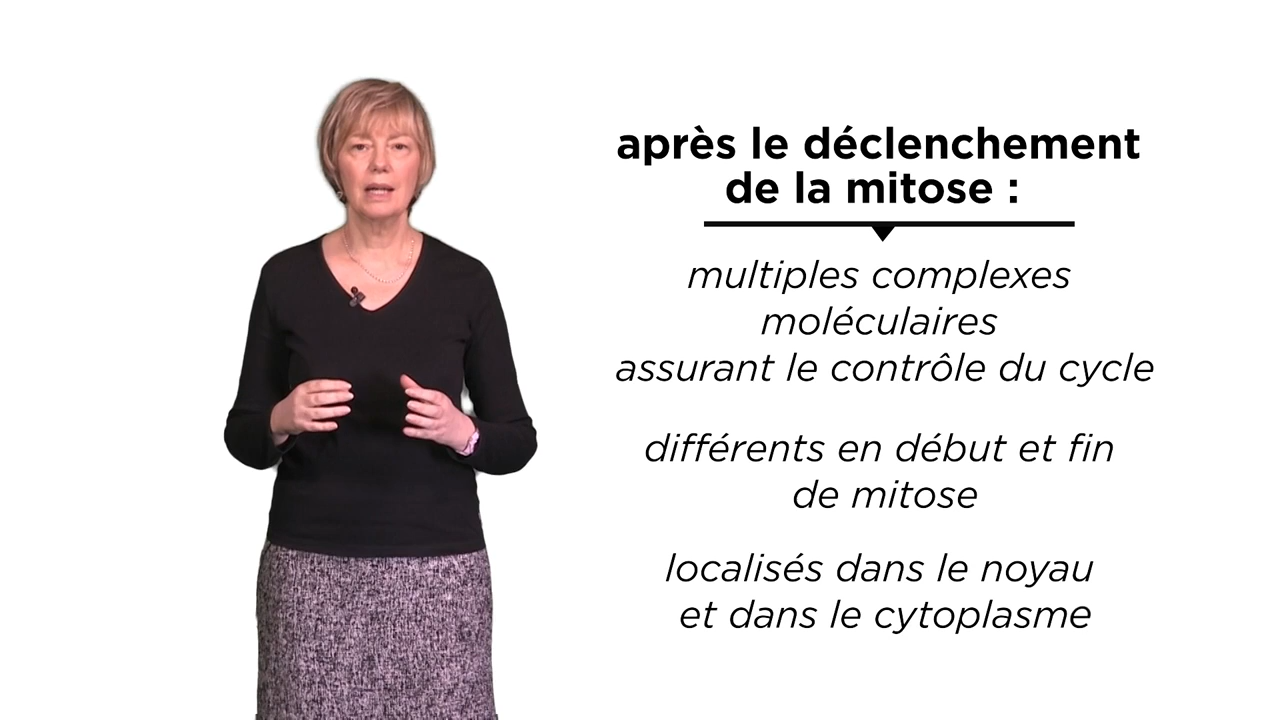 après le déclenchement
de la mitose :
multiples complexes
moléculaires
assurant le contrôle du cycle
différents en début et fin
de mitose
localisés dans le noyau
et dans le cytoplasme